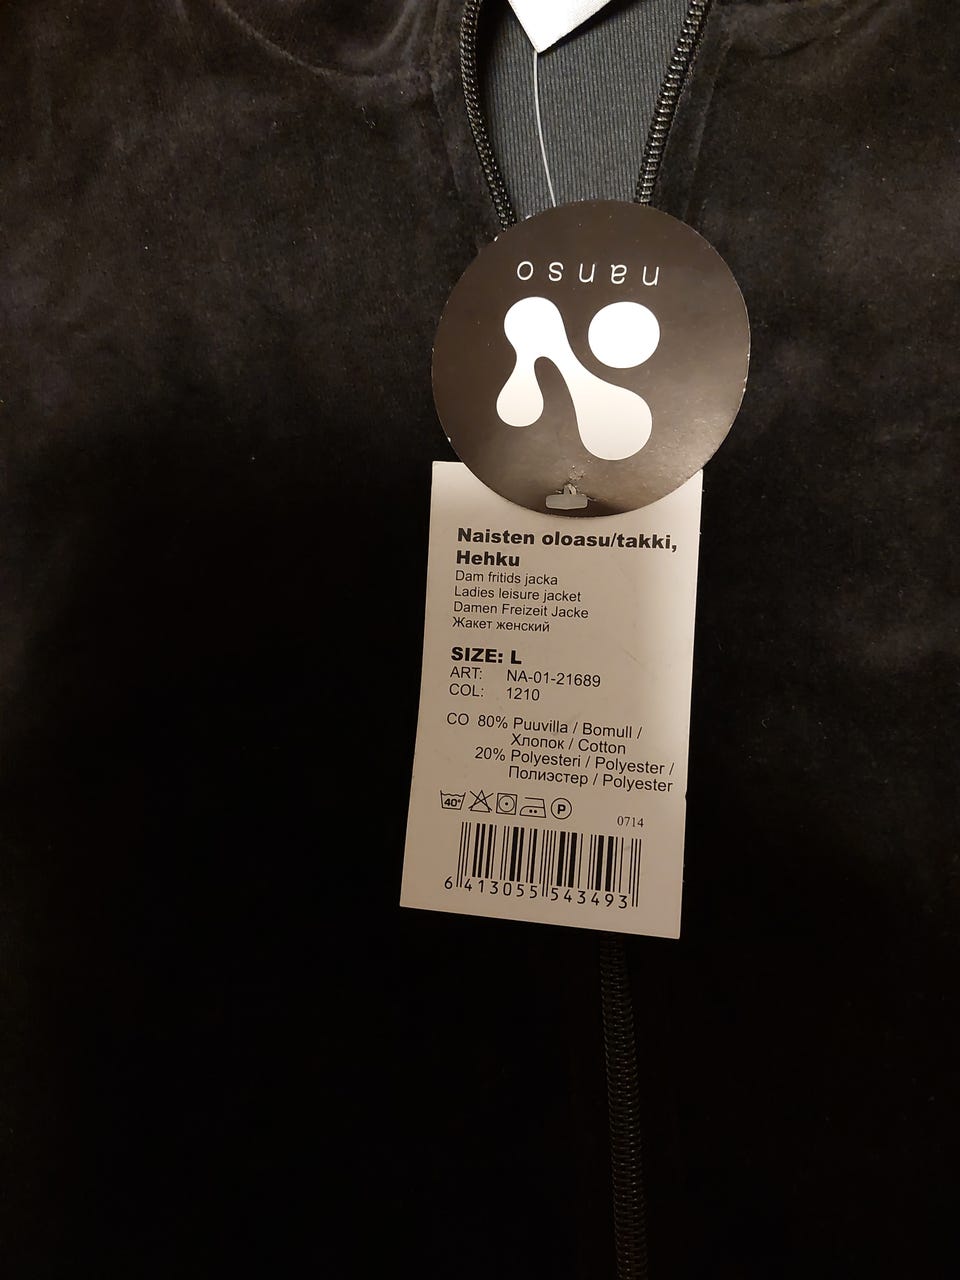 nanso
Naisten oloasu/takki,
Hehku
Dam fritids jacka
Ladies leisure jacket
Damen Freizeit Jacke
Жакет женский
SIZE: L
ART: NA-01-21689
COL: 1210
CO 80% Puuvilla / Bomull /
Хлопок / Cotton
20% Polyesteri / Polyester /
Полиэстер / Polyester
40° P
0714
6 413055 543493